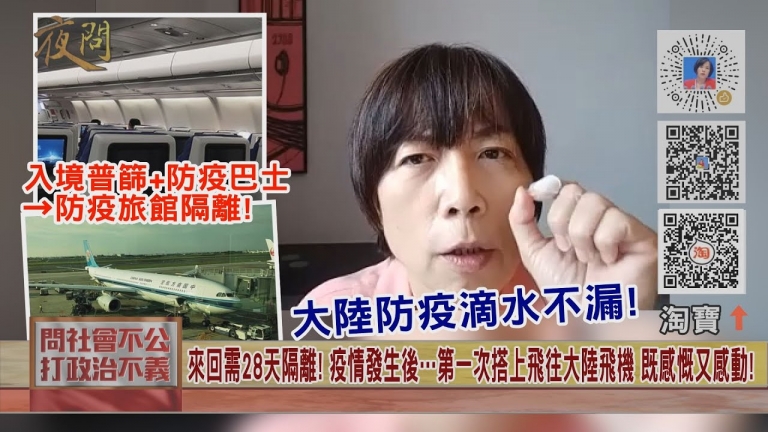 夜問
入境普篩+防疫巴士
→防疫旅館隔離!
大陸防疫滴水不漏!
淘
淘寶↑
問社會不公
打政治不義
來回需28天隔離! 疫情發生後…第一次搭上飛往大陸飛機 既感慨又感動!